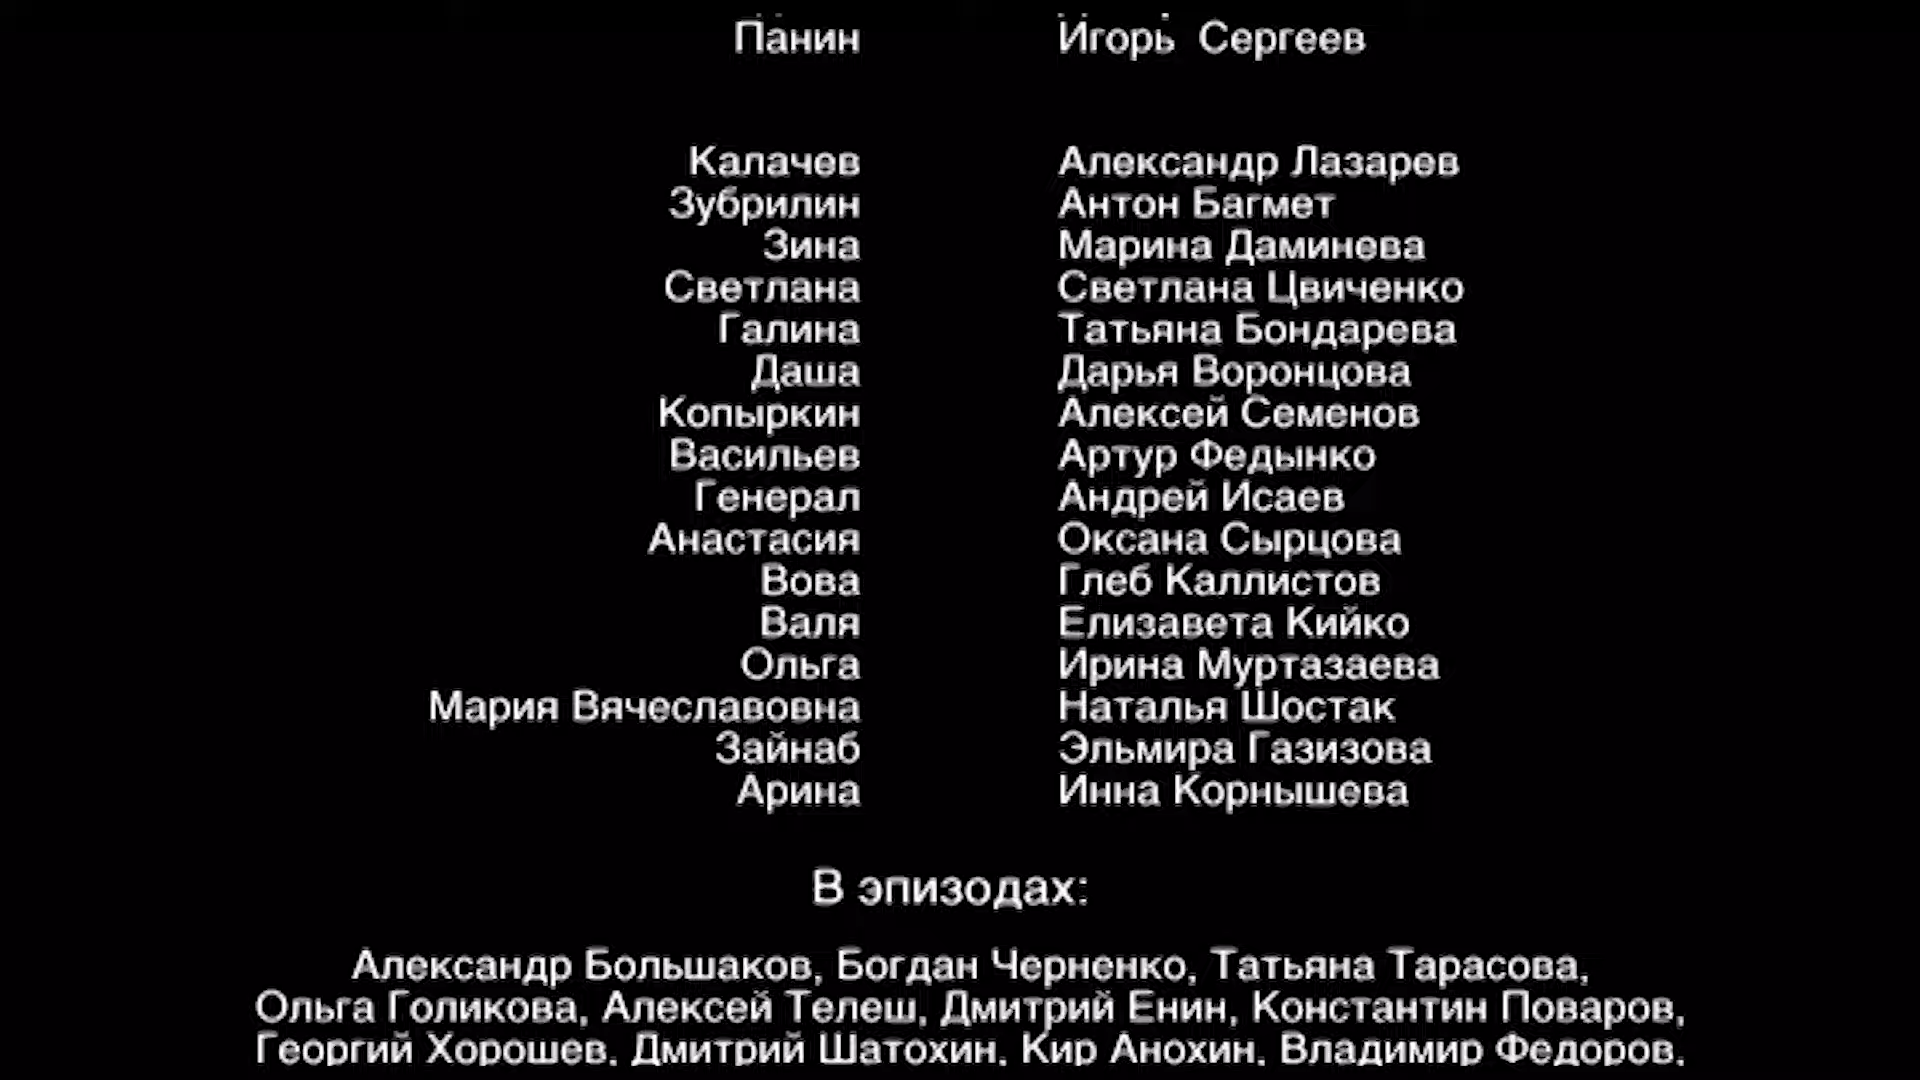 Панин Игорь Сергеев
Калачев Александр Лазарев
Зубрилин Антон Багмет
Зина Марина Даминева
Светлана Светлана Цвиченко
Галина Татьяна Бондарева
Даша Дарья Воронцова
Копыркин Алексей Семенов
Васильев Артур Федынко
Генерал Андрей Исаев
Анастасия Оксана Сырцова
Вова Глеб Каллистов
Валя Елизавета Кийко
Ольга Ирина Муртазаева
Мария Вячеславовна Наталья Шостак
Зайнаб Эльмира Газизова
Арина Инна Корнышева
В эпизодах:
Александр Большаков, Богдан Черненко, Татьяна Тарасова,
Ольга Голикова, Алексей Телеш, Дмитрий Енин, Константин Поваров,
Георгий Хорошев, Дмитрий Шатохин, Кир Анохин, Владимир Федоров,